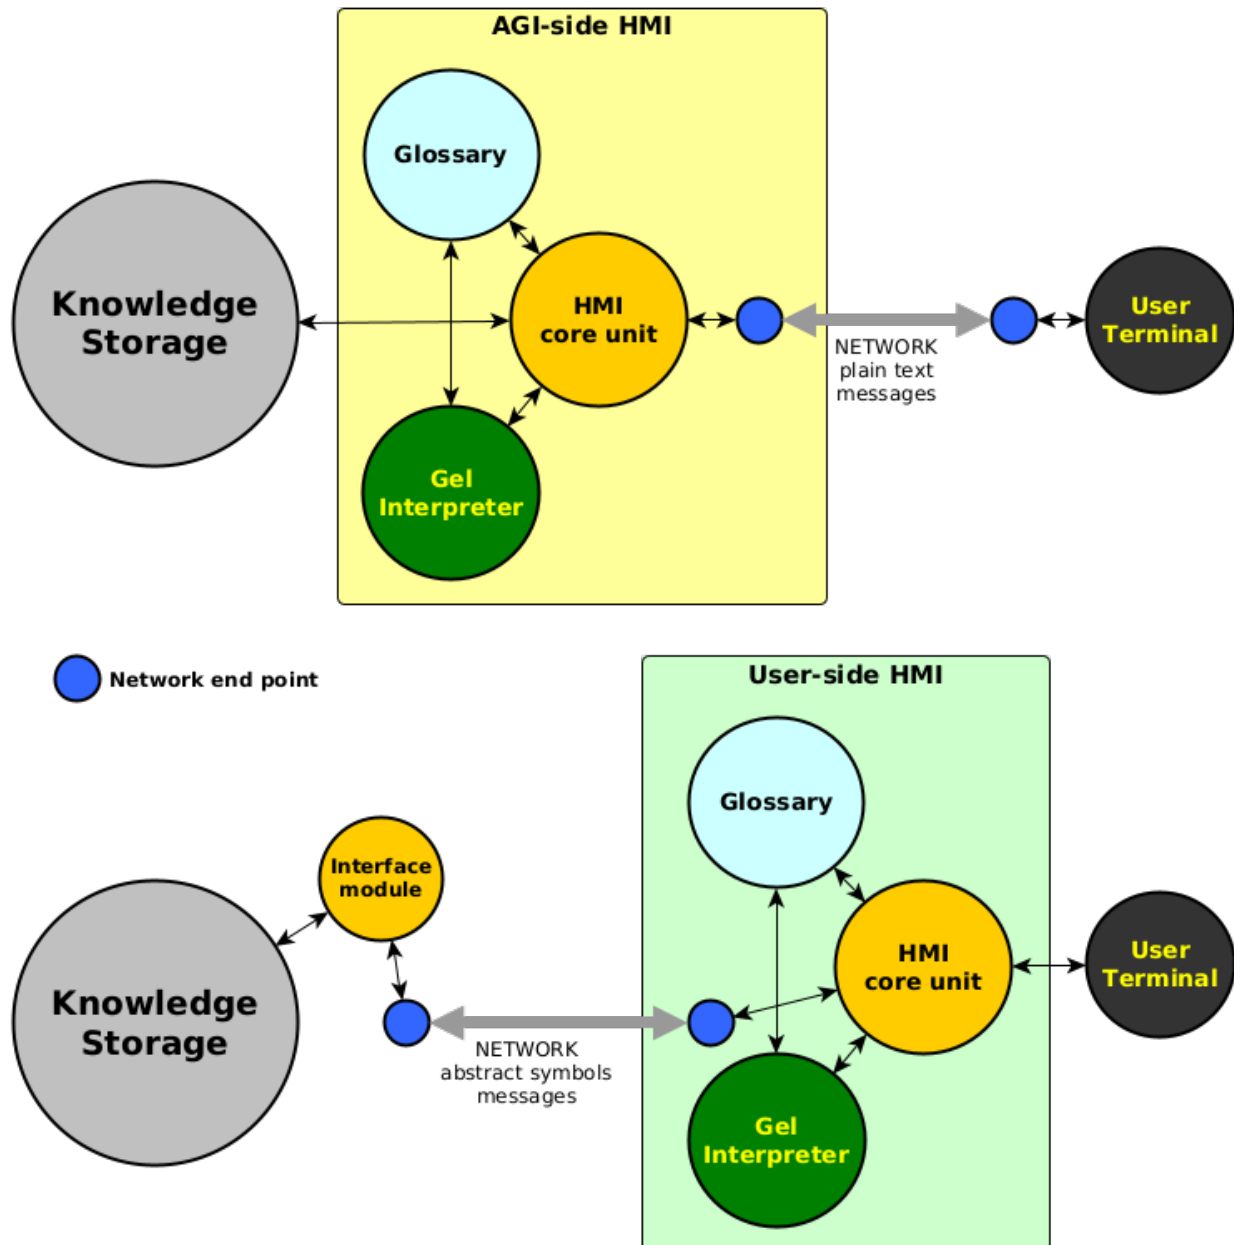 AGI-side HMI
Glossary
Knowledge
Storage
HMI
core unit
User
Terminal
NETWORK
plain text
messages
Gel
Interpreter
Network end point
User-side HMI
Glossary
Interface
module
Knowledge
Storage
HMI
core unit
User
Terminal
NETWORK
abstract symbols
messages
Gel
Interpreter